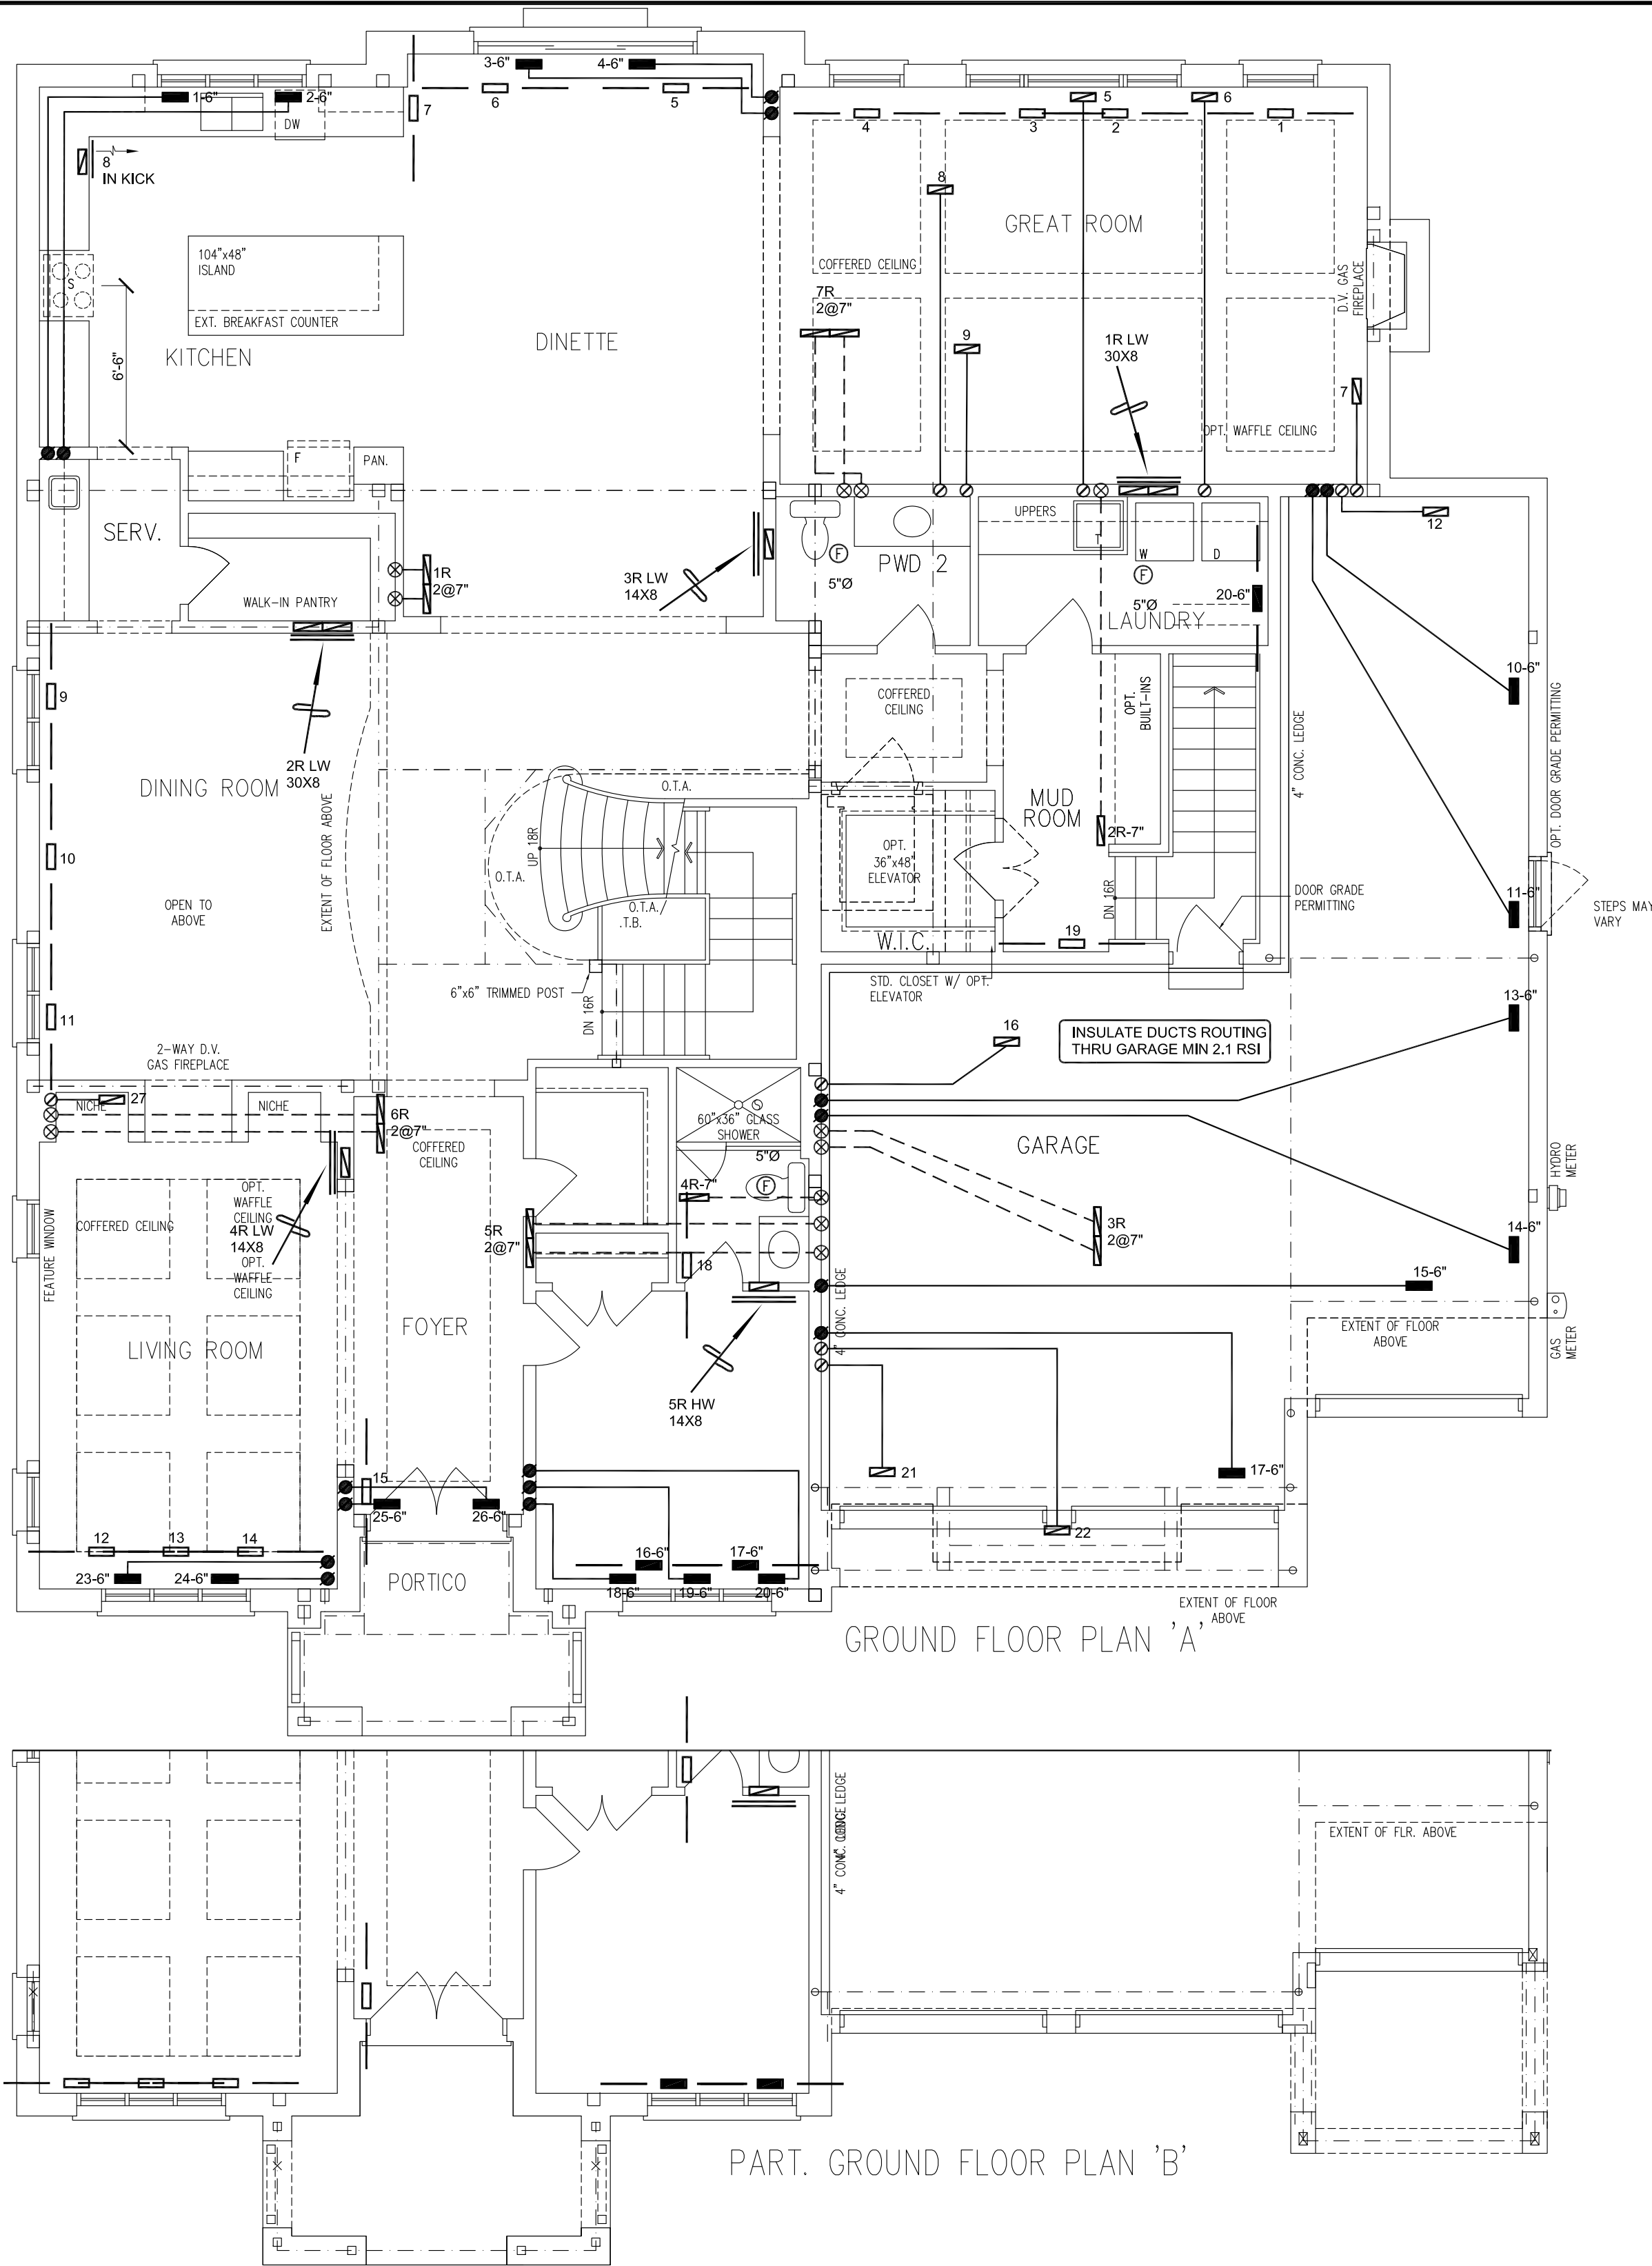 3-6"
4-6"
1-6"
2-6"
DW
7
6
5
5
6
4
3
2
1
8
IN KICK
8
GREAT ROOM
104"x48"
ISLAND
COFFERED CEILING
S
D.V. GAS
FIREPLACE
7R
2@7"
EXT. BREAKFAST COUNTER
DINETTE
9
1R LW
30X8
KITCHEN
6'-6"
7
OPT. WAFFLE CEILING
F
PAN.
UPPERS
12
SERV.
T
W
D
F
PWD 2
F
1R
2@7"
3R LW
14X8
5"Ø
5"Ø
20-6"
WALK-IN PANTRY
LAUNDRY
10-6"
9
COFFERED
CEILING
OPT.
BUILT-INS
OPT. DOOR GRADE PERMITTING
2R LW
30X8
4" CONC. LEDGE
DINING ROOM
O.T.A.
MUD
ROOM
EXTENT OF FLOOR ABOVE
UP 18R
2R-7"
10
OPT.
36"x48"
ELEVATOR
O.T.A.
DOOR GRADE
PERMITTING
11-6"
STEPS MAY
VARY
OPEN TO
ABOVE
O.T.A.
.T.B.
DN 16R
W.I.C.
19
6"x6" TRIMMED POST
STD. CLOSET W/ OPT.
ELEVATOR
DN 16R
13-6"
11
16
INSULATE DUCTS ROUTING
THRU GARAGE MIN 2.1 RSI
2-WAY D.V.
GAS FIREPLACE
NICHE
27
NICHE
6R
2@7"
60"x36" GLASS
SHOWER
S
COFFERED
CEILING
GARAGE
HYDRO
METER
5"Ø
F
4R-7"
OPT.
WAFFLE
CEILING
COFFERED CEILING
4R LW
14X8
OPT.
WAFFLE
CEILING
FEATURE WINDOW
5R
2@7"
3R
2@7"
14-6"
18
15-6"
4" CONC. LEDGE
FOYER
EXTENT OF FLOOR
ABOVE
GAS
METER
LIVING ROOM
5R HW
14X8
15
21
17-6"
25-6"
26-6"
22
12
13
14
16-6"
17-6"
23-6"
24-6"
PORTICO
18-6"
19-6"
20-6"
EXTENT OF FLOOR
ABOVE
GROUND FLOOR PLAN 'A'
4" CONC. LEDGE
EXTENT OF FLR. ABOVE
PART. GROUND FLOOR PLAN 'B'